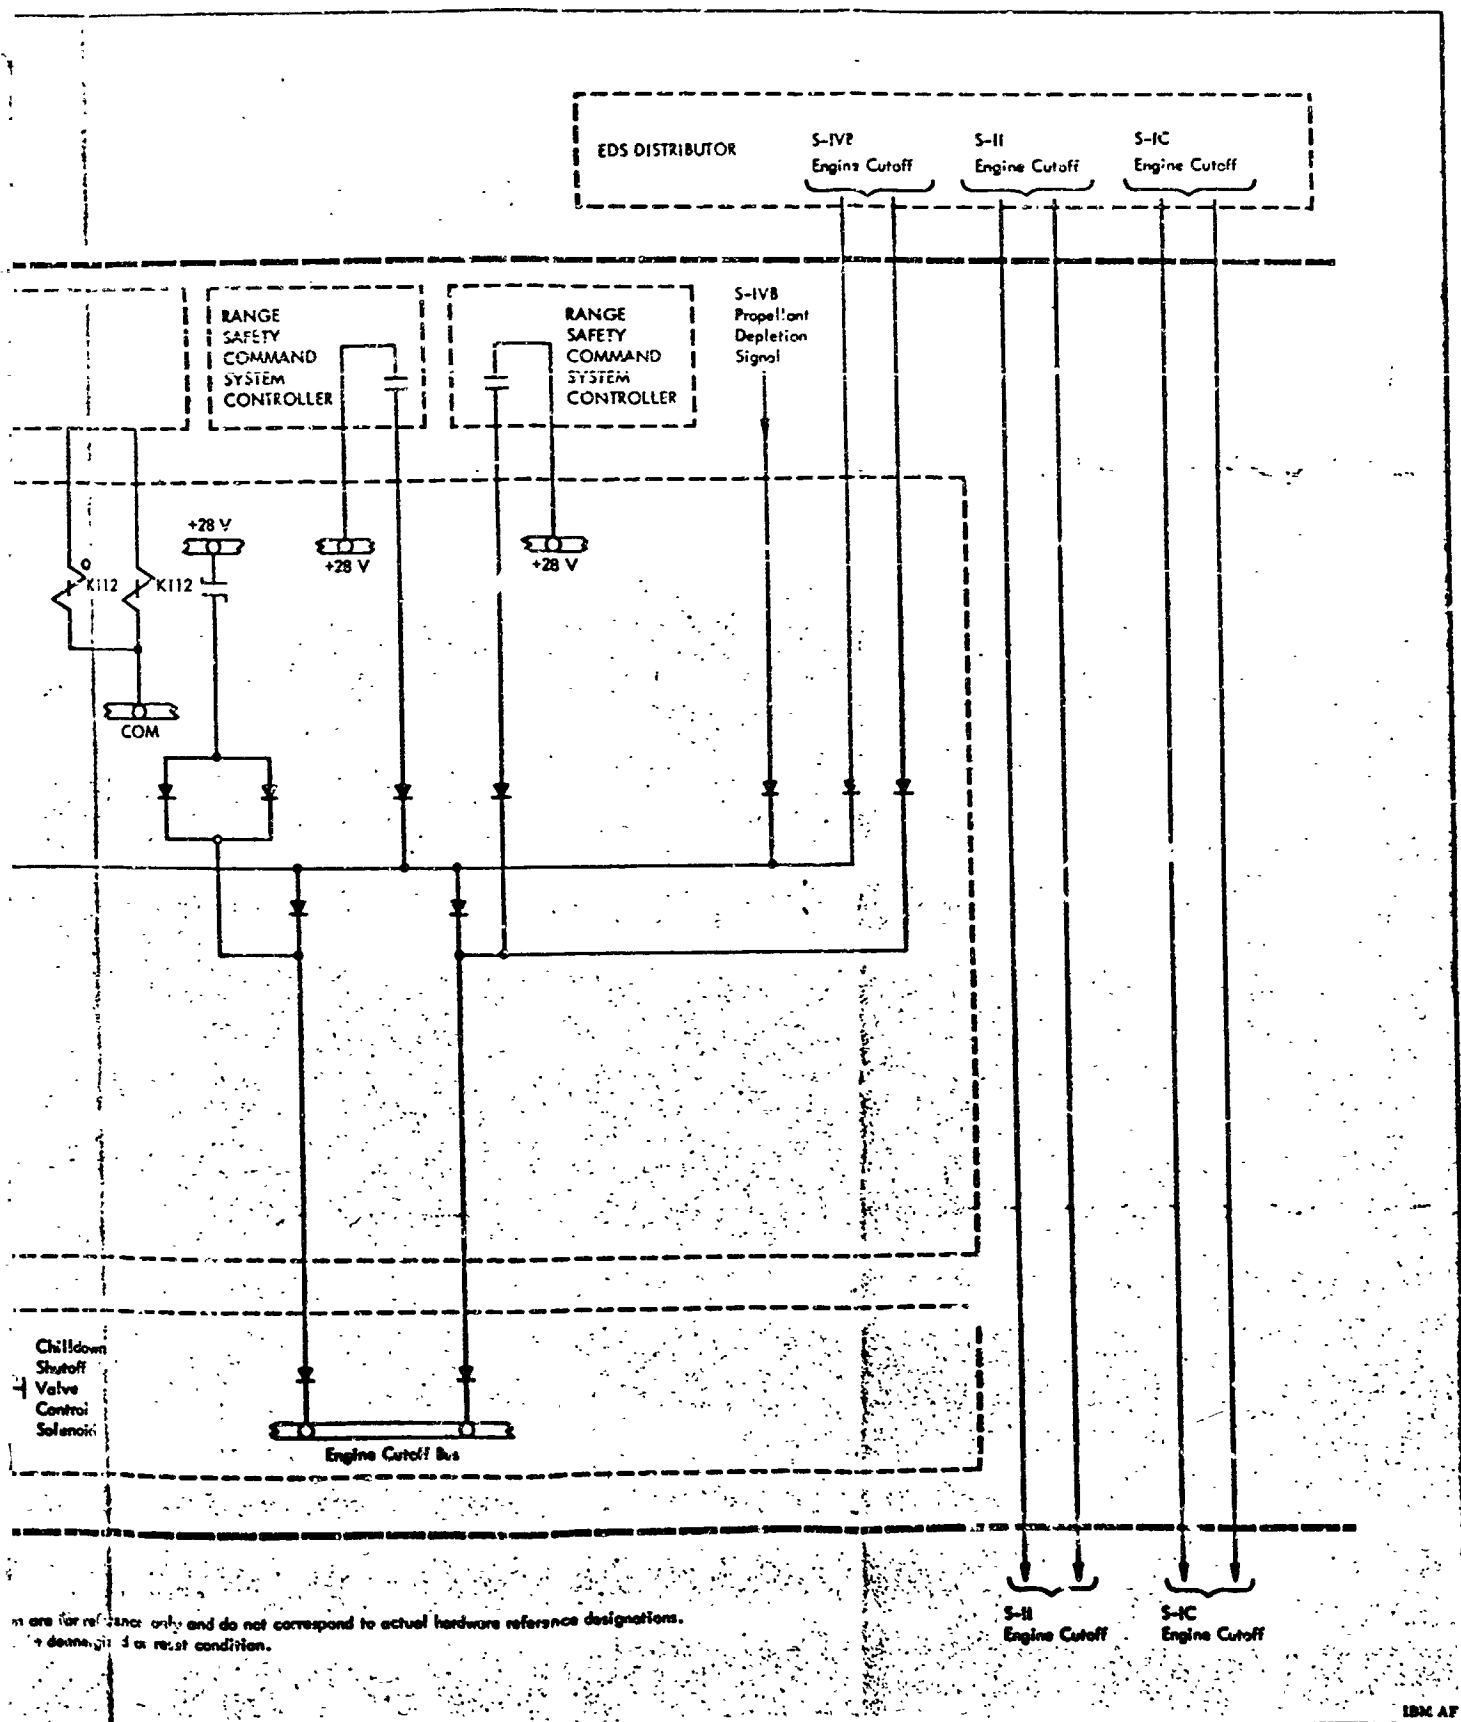 EDS DISTRIBUTOR
S-IVB
Engine Cutoff
S-II
Engine Cutoff
S-IC
Engine Cutoff
RANGE
SAFETY
COMMAND
SYSTEM
CONTROLLER
RANGE
SAFETY
COMMAND
SYSTEM
CONTROLLER
S-IVB
Propellant
Depletion
Signal
+28 V
+28 V
+28 V
K112
K112
COM
Chilldown
Shutoff
Valve
Control
Solenoid
Engine Cutoff Bus
are for reference only and do not correspond to actual hardware reference designations.
condition.
S-II
Engine Cutoff
S-IC
Engine Cutoff
IBM AF